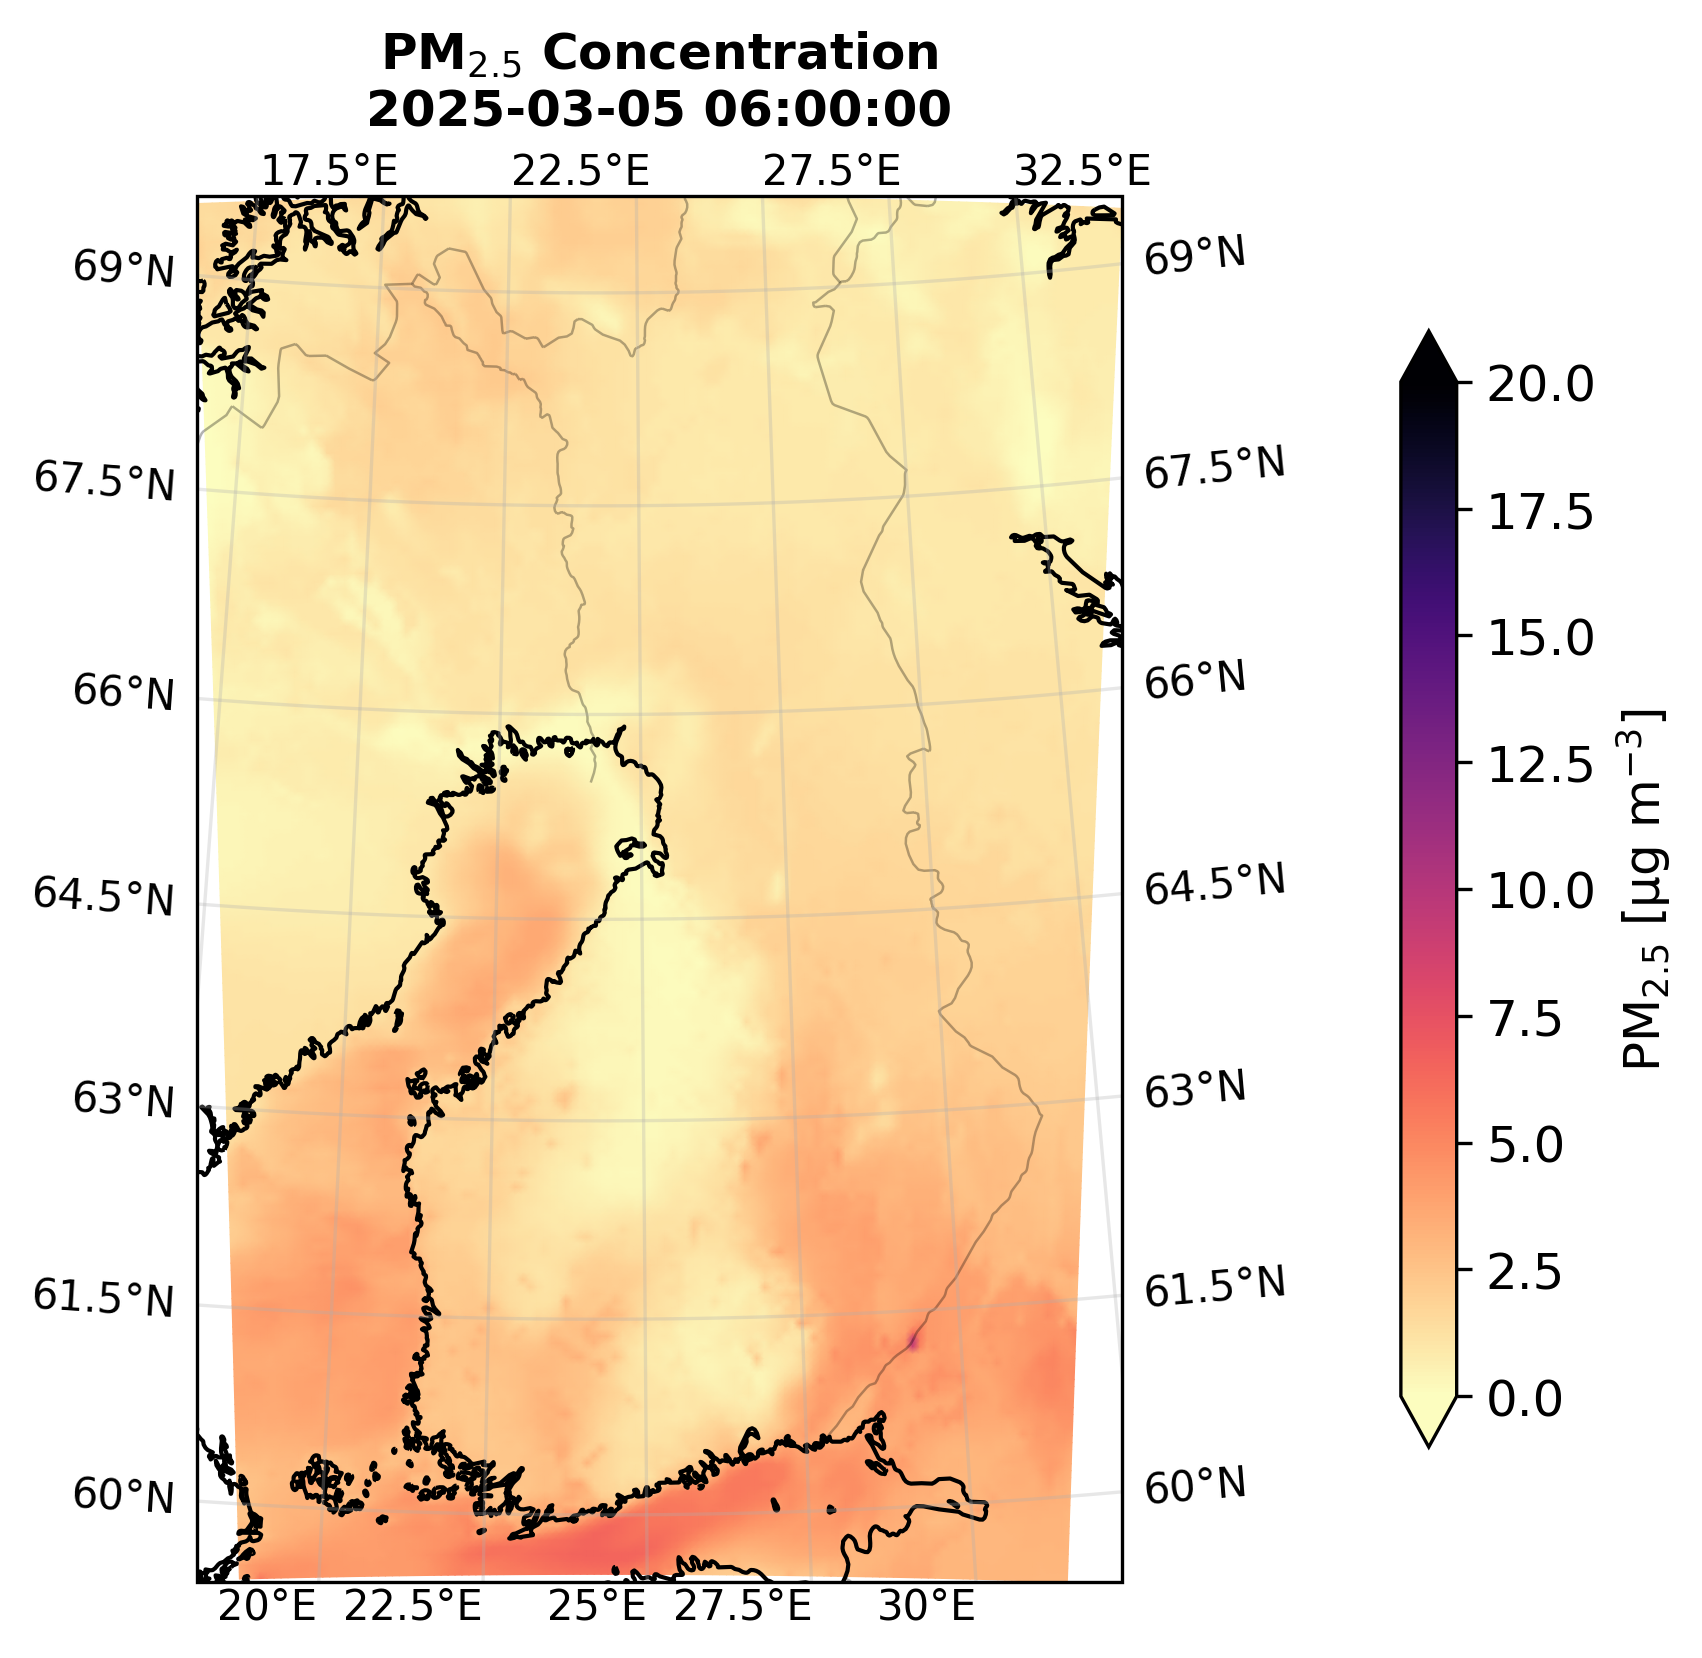 PM2.5 Concentration
2025-03-05 06:00:00
17.5°E 22.5°E 27.5°E 32.5°E
69°N 69°N
67.5°N 67.5°N
66°N 66°N
64.5°N 64.5°N
63°N 63°N
61.5°N 61.5°N
60°N 60°N
20°E 22.5°E 25°E 27.5°E 30°E
20.0
17.5
15.0
12.5
10.0
7.5
5.0
2.5
0.0
PM2.5 [µg m−3]